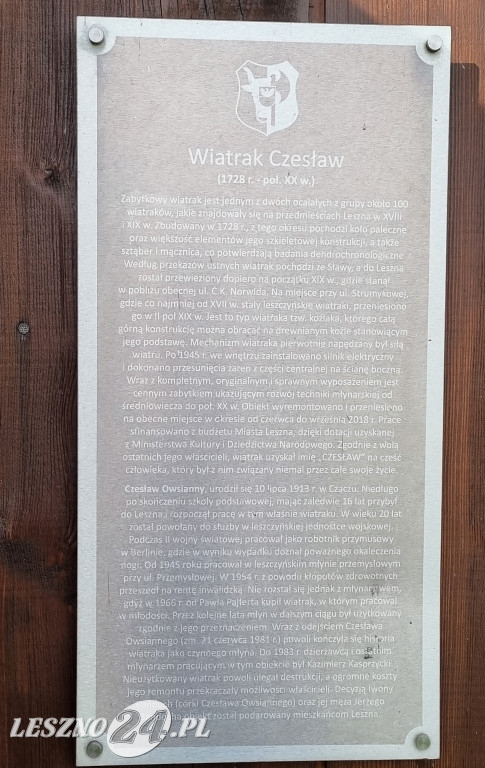 Wiatrak Czesław
(1728 r. - poł. XX w.)
Zabytkowy wiatrak jest jednym z dwóch ocalałych z grupy około 100
wiatraków, jakie znajdowały się na przedmieściach Leszna w XVIII
i XIX w. Zbudowany w 1728 r., z tego okresu pochodzi koło paleczne
oraz większość elementów jego szkieletowej konstrukcji, a także
sztąber i mącznica, co potwierdzają badania dendrochronologiczne
Według przekazów ustnych wiatrak pochodzi ze Sławy, a do Leszna
został przewieziony dopiero na początku XIX w., gdzie stanął
w pobliżu obecnej ul. C.K. Norwida. Na miejsce przy ul. Strumykowej,
gdzie co najmniej od XVII w. stały leszczyńskie wiatraki, przeniesiono
go w II poł XIX w. Jest to typ wiatraka tzw. koźlaka, którego całą
górną konstrukcję można obracać na drewnianym koźle stanowiącym
jego podstawę. Mechanizm wiatraka pierwotnie napędzany był siłą
wiatru. Po 1945 r. we wnętrzu zainstalowano silnik elektryczny
i dokonano przesunięcia żaren z części centralnej na ścianę boczną.
Wraz z kompletnym, oryginalnym i sprawnym wyposażeniem jest
cennym zabytkiem ukazującym rozwój techniki młynarskiej od
średniowiecza do poł. XX w. Obiekt wyremontowano i przeniesiono
na obecne miejsce w okresie od czerwca do września 2018 r. Prace
sfinansowano z budżetu Miasta Leszna, dzięki dotacji uzyskanej
z Ministerstwa Kultury i Dziedzictwa Narodowego. Zgodnie z wolą
ostatnich jego właścicieli, wiatrak uzyskał imię „CZESŁAW" na cześć
człowieka, który był z nim związany niemal przez całe swoje życie.
Czesław Owsianny, urodził się 10 lipca 1913 r. w Czaczu. Niedługo
po skończeniu szkoły podstawowej, mając zaledwie 16 lat przybył
do Leszna i rozpoczął pracę w tym właśnie wiatraku. W wieku 20 lat
został powołany do służby w leszczyńskiej jednostce wojskowej.
Podczas II wojny światowej pracował jako robotnik przymusowy
w Berlinie, gdzie w wyniku wypadku doznał poważnego okaleczenia
nogi. Od 1945 roku pracował w leszczyńskim młynie przemysłowym
przy ul. Przemysłowej. W 1954 r. z powodu kłopotów zdrowotnych
przeszedł na rentę inwalidzką. Nie rozstał się jednak z młynarstwem,
gdyż w 1966 r. od Pawła Pajzerta kupił wiatrak, w którym pracował
w młodości. Przez kolejne lata młyn w dalszym ciągu był użytkowany
zgodnie z jego przeznaczeniem. Wraz z odejściem Czesława
Owsiannego (zm. 21 czerwca 1981 r.) powoli kończyła się historia
wiatraka jako czynnego młyna. Do 1983 r. dzierżawcą i ostatnim
młynarzem pracującym w tym obiekcie był Kazimierz Kasprzycki.
Nieużytkowany wiatrak powoli ulegał destrukcji, a ogromne koszty
jego remontu przekraczały możliwości właścicieli. Decyzją Iwony
(córki Czesława Owsiannego) oraz jej męża Jerzego
obiekt został podarowany mieszkańcom Leszna.
LESZNO24.PL